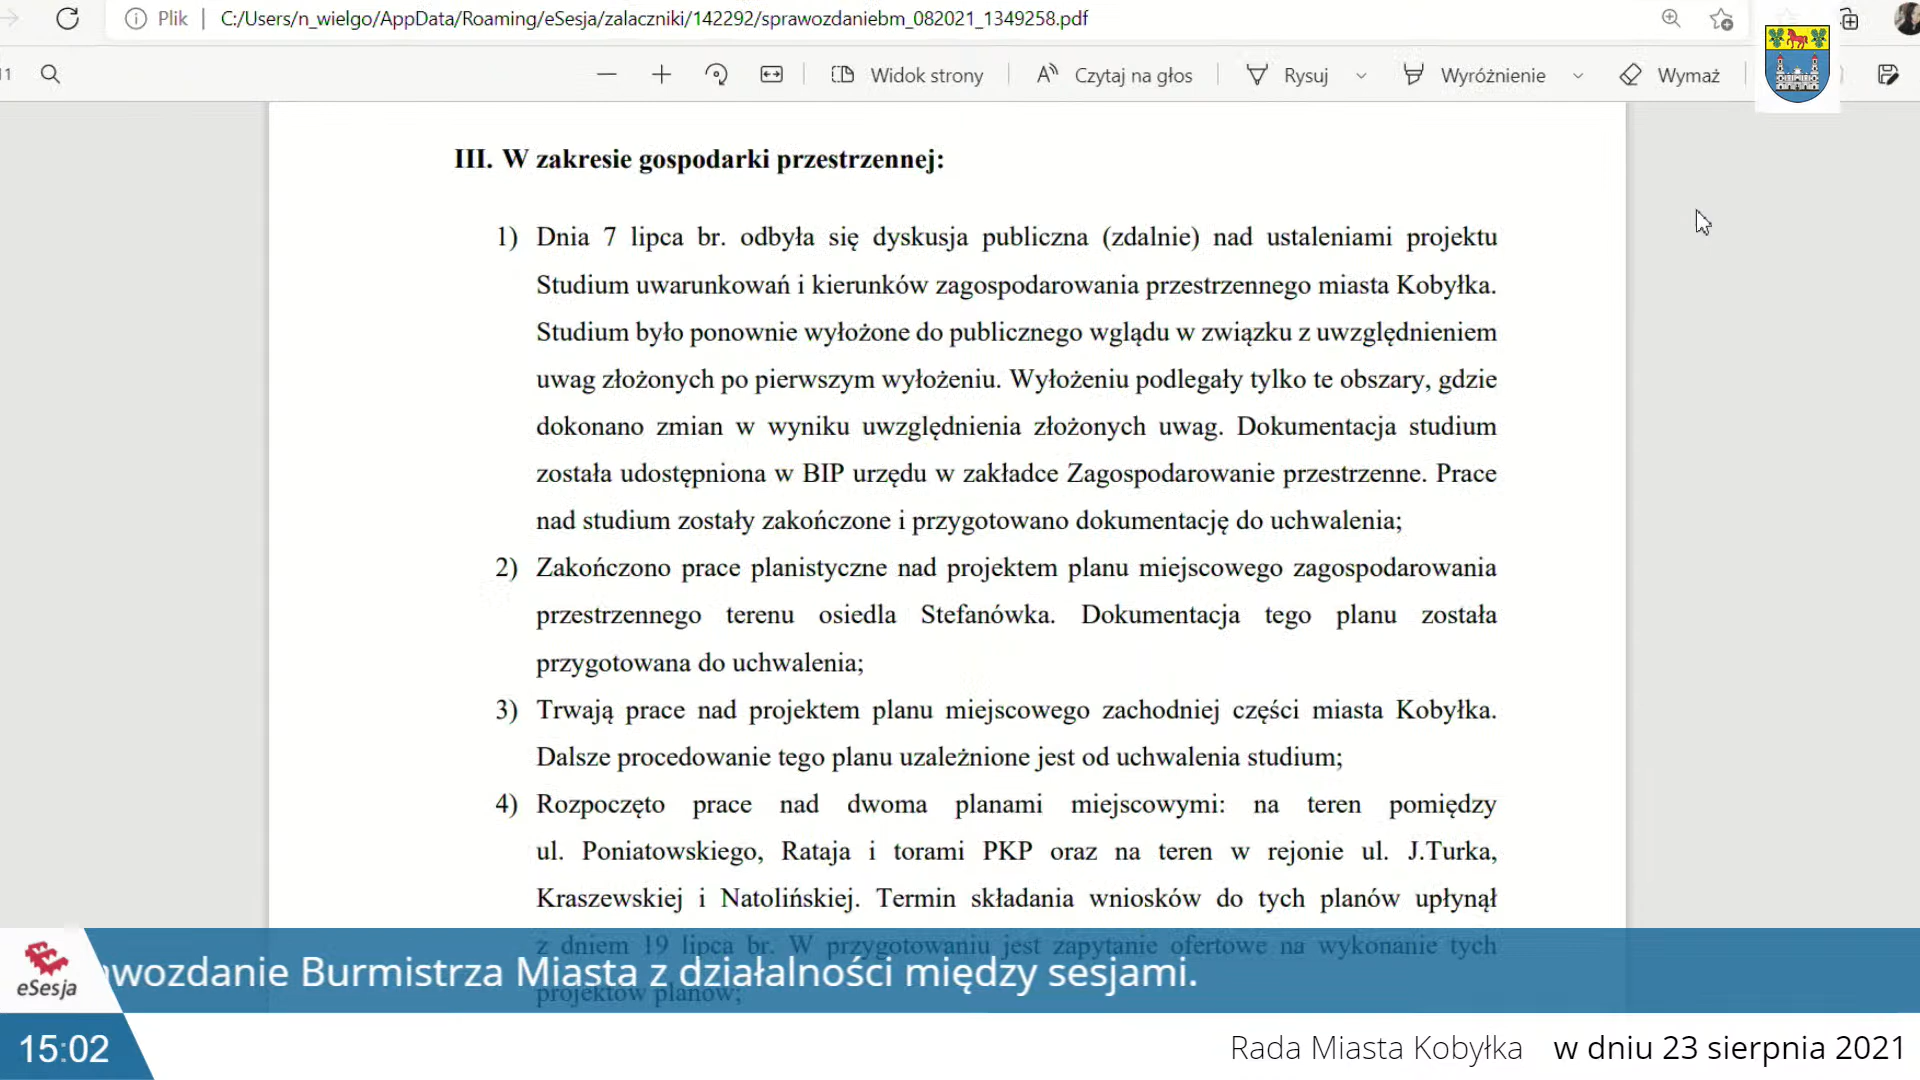 Plik
C:/Users/n_wielgo/AppData/Roaming/eSesja/zalaczniki/142292/sprawozdaniebm_082021_1349258.pdf
Widok strony
Czytaj na głos
Rysuj
Wyróżnienie
Wymaż
III. W zakresie gospodarki przestrzennej:
1) Dnia 7 lipca br. odbyła się dyskusja publiczna (zdalnie) nad ustaleniami projektu
Studium uwarunkowań i kierunków zagospodarowania przestrzennego miasta Kobyłka.
Studium było ponownie wyłożone do publicznego wglądu w związku z uwzględnieniem
uwag złożonych po pierwszym wyłożeniu. Wyłożeniu podlegały tylko te obszary, gdzie
dokonano zmian w wyniku uwzględnienia złożonych uwag. Dokumentacja studium
została udostępniona w BIP urzędu w zakładce Zagospodarowanie przestrzenne. Prace
nad studium zostały zakończone i przygotowano dokumentację do uchwalenia;
2) Zakończono prace planistyczne nad projektem planu miejscowego zagospodarowania
przestrzennego terenu osiedla Stefanówka. Dokumentacja tego planu została
przygotowana do uchwalenia;
3) Trwają prace nad projektem planu miejscowego zachodniej części miasta Kobyłka.
Dalsze procedowanie tego planu uzależnione jest od uchwalenia studium;
4) Rozpoczęto prace nad dwoma planami miejscowymi: na teren pomiędzy
ul. Poniatowskiego, Rataja i torami PKP oraz na teren w rejonie ul. J.Turka,
Kraszewskiej i Natolińskiej. Termin składania wniosków do tych planów upłynął
z dniem 19 lipca br. W przygotowaniu jest zapytanie ofertowe na wykonanie tych
projektów planów;
wozdanie Burmistrza Miasta z działalności między sesjami.
eSesja
15:02
Rada Miasta Kobyłka w dniu 23 sierpnia 2021